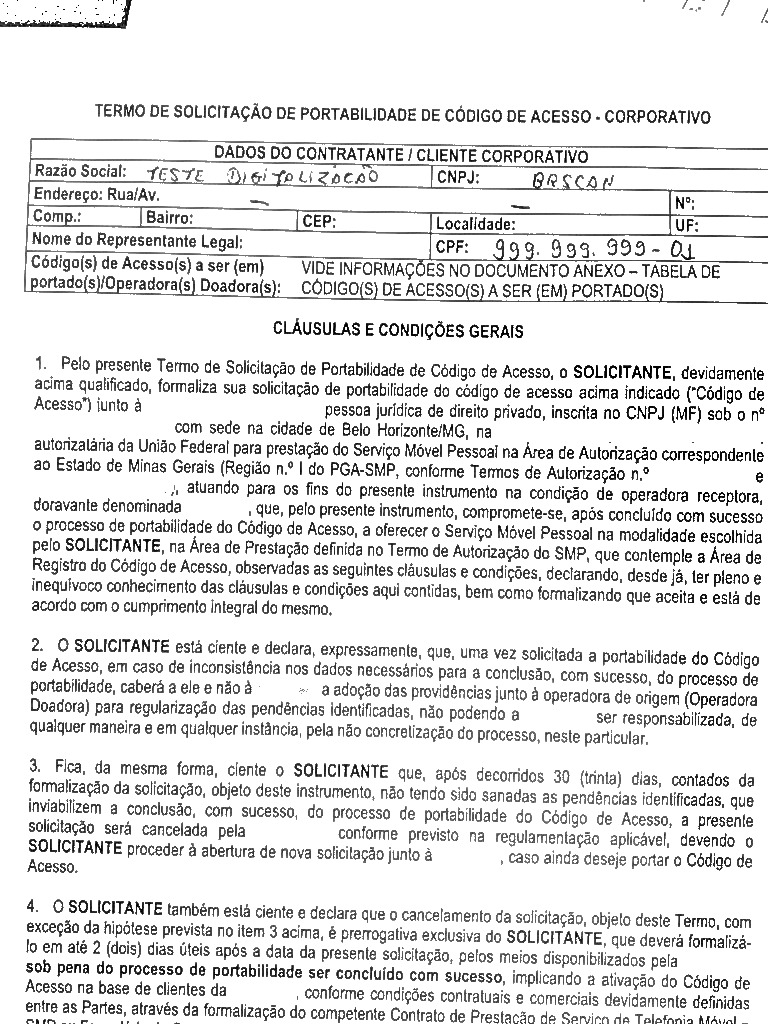 TERMO DE SOLICITAÇÃO DE PORTABILIDADE DE CÓDIGO DE ACESSO - CORPORATIVO
DADOS DO CONTRATANTE / CLIENTE CORPORATIVO
Razão Social: TESTE DIGITALIZACÃO CNPJ: BRSCAN
Endereço: Rua/Av. — — Nº:
Comp.: Bairro: CEP: Localidade: UF:
Nome do Representante Legal: CPF: 999.999.999-01
Código(s) de Acesso(s) a ser (em) VIDE INFORMAÇÕES NO DOCUMENTO ANEXO – TABELA DE
portado(s)/Operadora(s) Doadora(s): CÓDIGO(S) DE ACESSO(S) A SER (EM) PORTADO(S)
CLÁUSULAS E CONDIÇÕES GERAIS
1. Pelo presente Termo de Solicitação de Portabilidade de Código de Acesso, o SOLICITANTE, devidamente
acima qualificado, formaliza sua solicitação de portabilidade do código de acesso acima indicado ("Código de
Acesso") junto à pessoa jurídica de direito privado, inscrita no CNPJ (MF) sob o nº
com sede na cidade de Belo Horizonte/MG, na
autorizatária da União Federal para prestação do Serviço Móvel Pessoal na Área de Autorização correspondente
ao Estado de Minas Gerais (Região n.º I do PGA-SMP, conforme Termos de Autorização n.º e
, atuando para os fins do presente instrumento na condição de operadora receptora,
doravante denominada , que, pelo presente instrumento, compromete-se, após concluído com sucesso
o processo de portabilidade do Código de Acesso, a oferecer o Serviço Móvel Pessoal na modalidade escolhida
pelo SOLICITANTE, na Área de Prestação definida no Termo de Autorização do SMP, que contemple a Área de
Registro do Código de Acesso, observadas as seguintes cláusulas e condições, declarando, desde já, ter pleno e
inequívoco conhecimento das cláusulas e condições aqui contidas, bem como formalizando que aceita e está de
acordo com o cumprimento integral do mesmo.
2. O SOLICITANTE está ciente e declara, expressamente, que, uma vez solicitada a portabilidade do Código
de Acesso, em caso de inconsistência nos dados necessários para a conclusão, com sucesso, do processo de
portabilidade, caberá a ele e não à a adoção das providências junto à operadora de origem (Operadora
Doadora) para regularização das pendências identificadas, não podendo a ser responsabilizada, de
qualquer maneira e em qualquer instância, pela não concretização do processo, neste particular.
3. Fica, da mesma forma, ciente o SOLICITANTE que, após decorridos 30 (trinta) dias, contados da
formalização da solicitação, objeto deste instrumento, não tendo sido sanadas as pendências identificadas, que
inviabilizem a conclusão, com sucesso, do processo de portabilidade do Código de Acesso, a presente
solicitação será cancelada pela conforme previsto na regulamentação aplicável, devendo o
SOLICITANTE proceder à abertura de nova solicitação junto à , caso ainda deseje portar o Código de
Acesso.
4. O SOLICITANTE também está ciente e declara que o cancelamento da solicitação, objeto deste Termo, com
exceção da hipótese prevista no item 3 acima, é prerrogativa exclusiva do SOLICITANTE, que deverá formalizá-
lo em até 2 (dois) dias úteis após a data da presente solicitação, pelos meios disponibilizados pela
sob pena do processo de portabilidade ser concluído com sucesso, implicando a ativação do Código de
Acesso na base de clientes da , conforme condições contratuais e comerciais devidamente definidas
entre as Partes, através da formalização do competente Contrato de Prestação de Serviço de Telefonia Móvel –